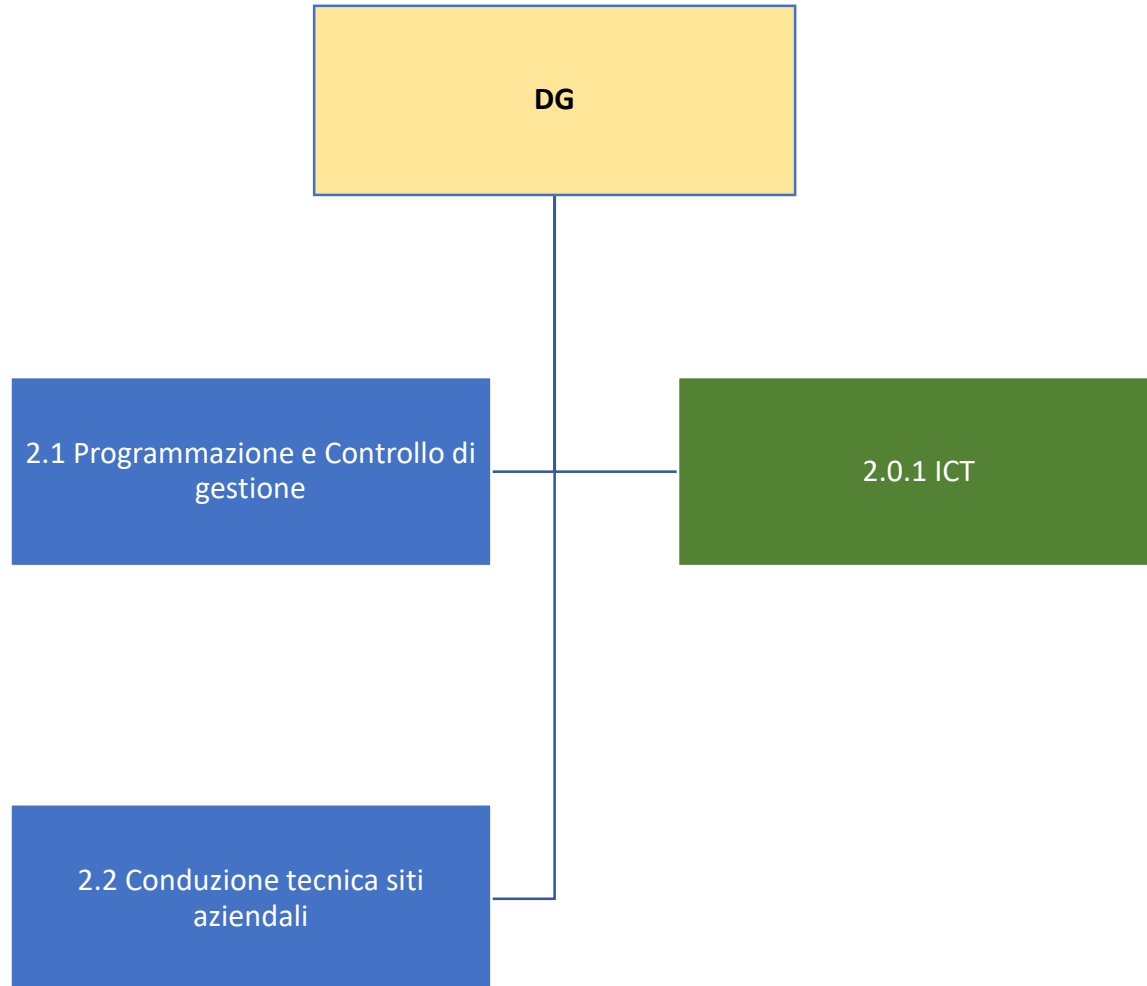 DG
2.1 Programmazione e Controllo di
gestione
2.0.1 ICT
2.2 Conduzione tecnica siti
aziendali